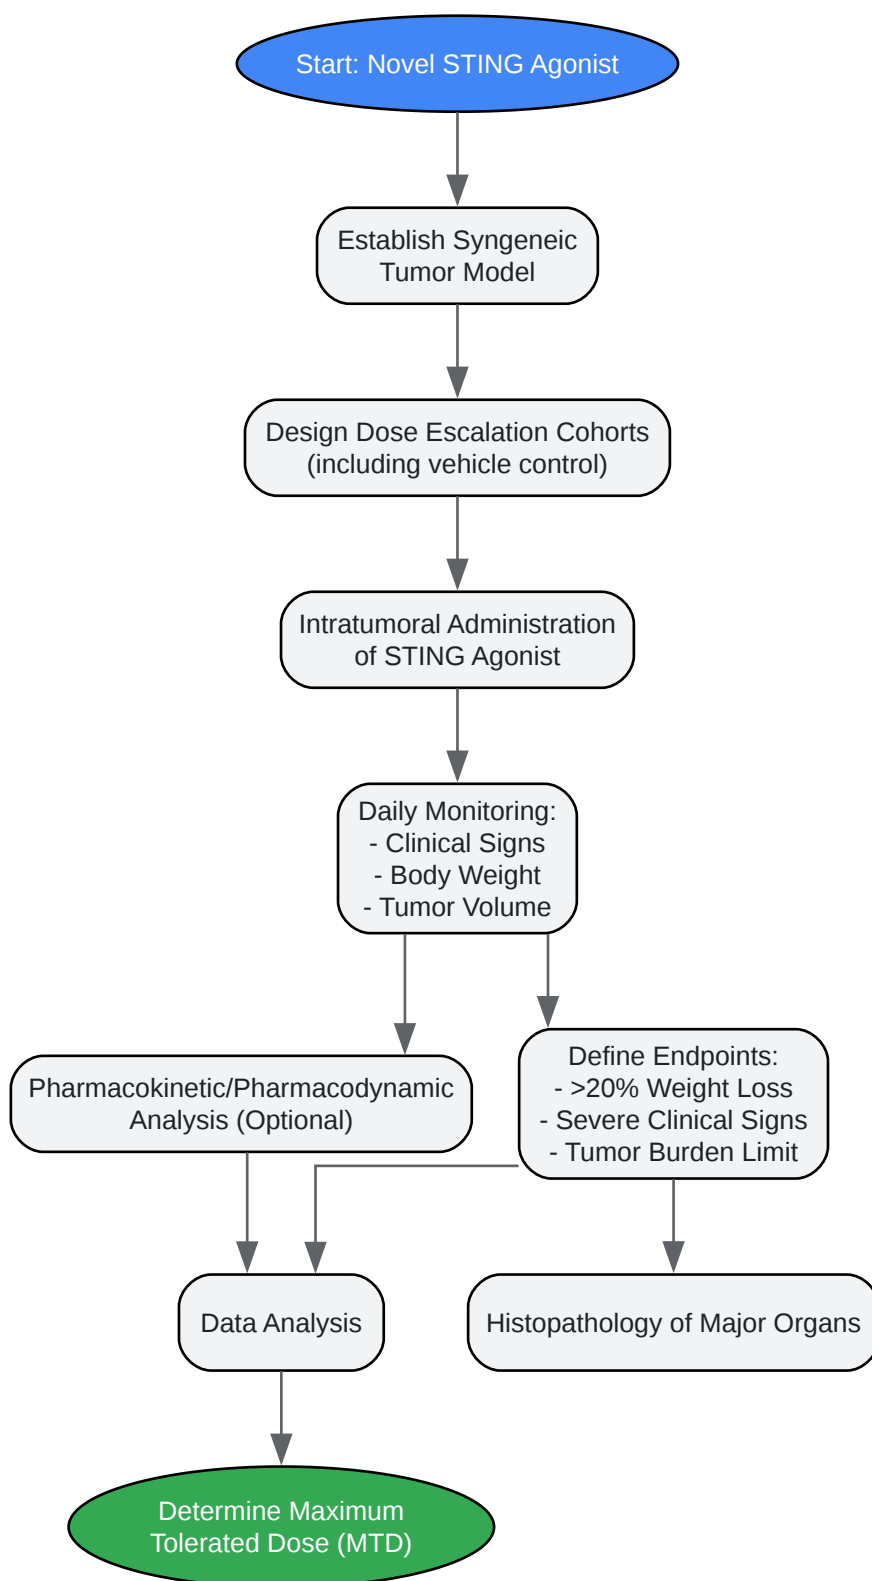 Start: Novel STING Agonist
Establish Syngeneic
Tumor Model
Design Dose Escalation Cohorts
(including vehicle control)
Intratumoral Administration
of STING Agonist
Daily Monitoring:
- Clinical Signs
- Body Weight
- Tumor Volume
Pharmacokinetic/Pharmacodynamic
Analysis (Optional)
Define Endpoints:
- >20% Weight Loss
- Severe Clinical Signs
- Tumor Burden Limit
Data Analysis
Histopathology of Major Organs
Determine Maximum
Tolerated Dose (MTD)